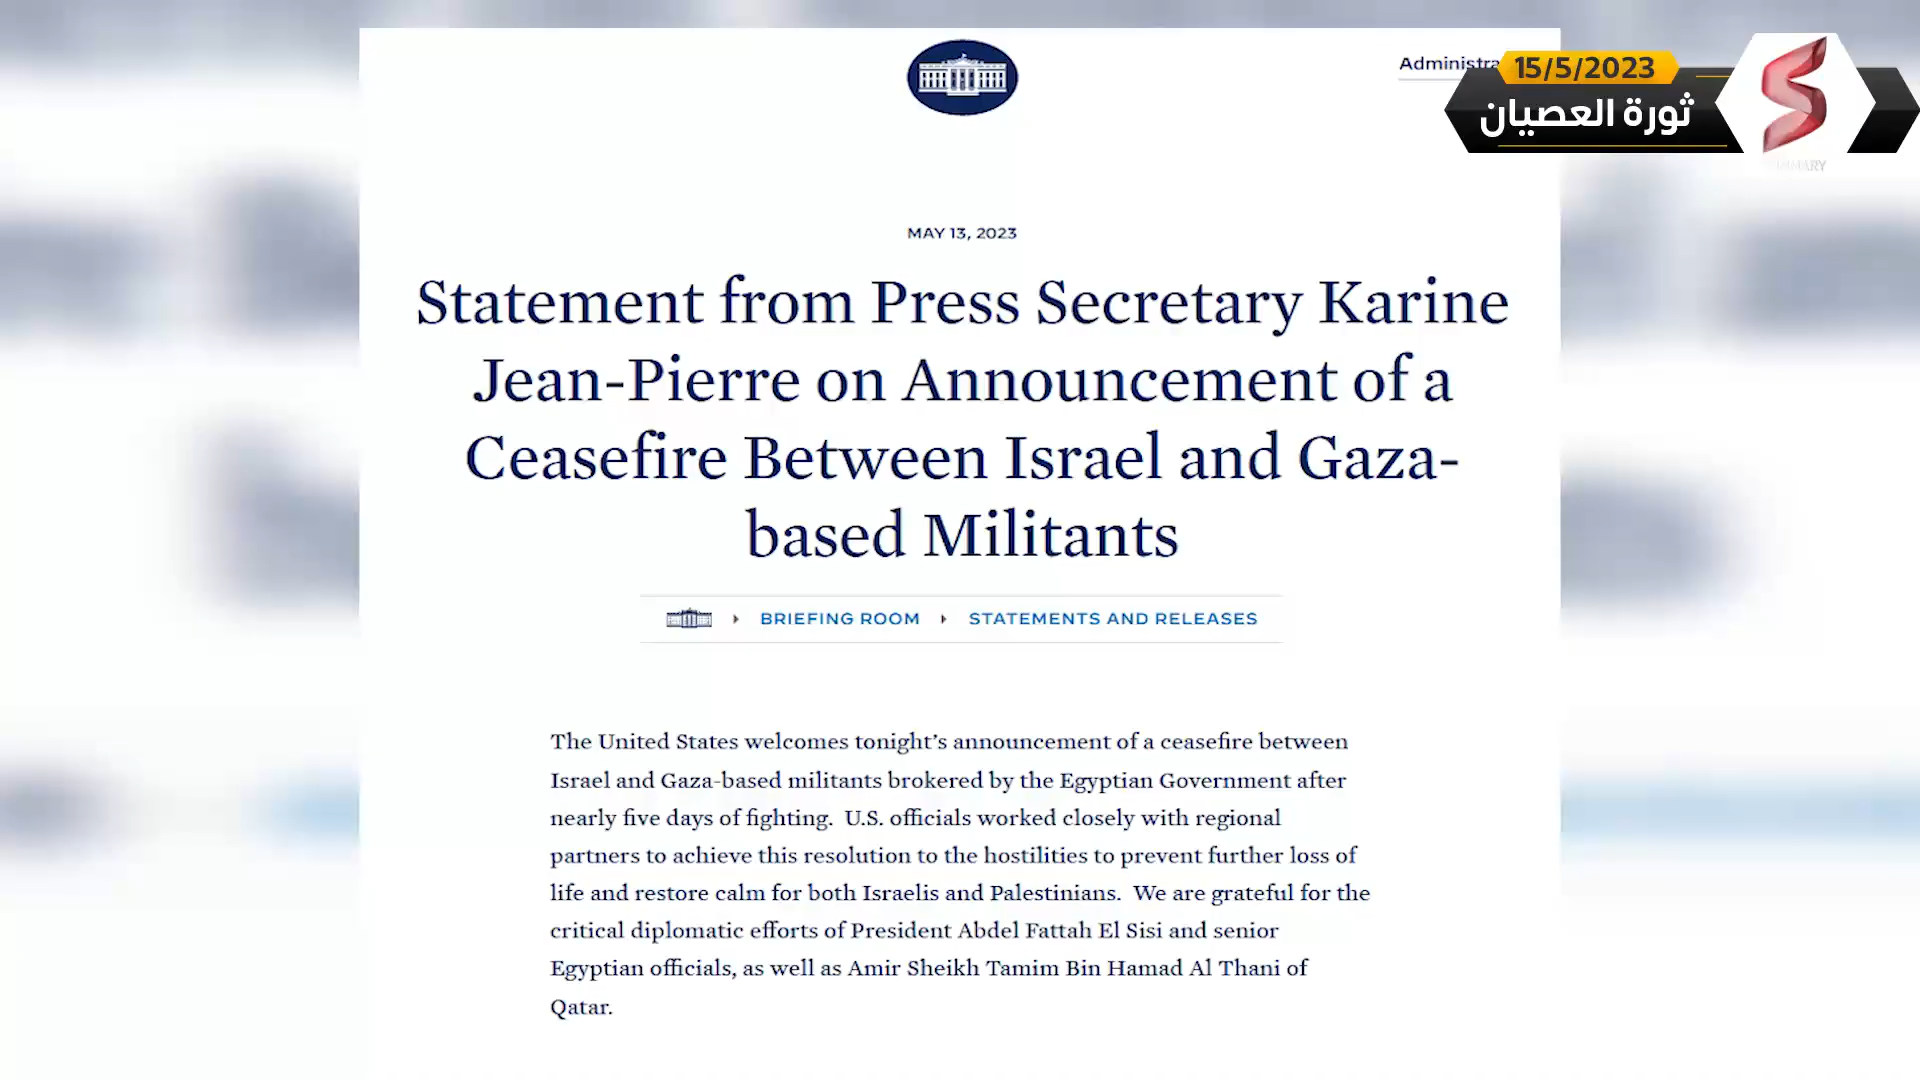 Administra
15/5/2023
ثورة العصيان
MAY 13, 2023
Statement from Press Secretary Karine
Jean-Pierre on Announcement of a
Ceasefire Between Israel and Gaza-
based Militants
BRIEFING ROOM
STATEMENTS AND RELEASES
The United States welcomes tonight’s announcement of a ceasefire between
Israel and Gaza-based militants brokered by the Egyptian Government after
nearly five days of fighting.  U.S. officials worked closely with regional
partners to achieve this resolution to the hostilities to prevent further loss of
life and restore calm for both Israelis and Palestinians.  We are grateful for the
critical diplomatic efforts of President Abdel Fattah El Sisi and senior
Egyptian officials, as well as Amir Sheikh Tamim Bin Hamad Al Thani of
Qatar.